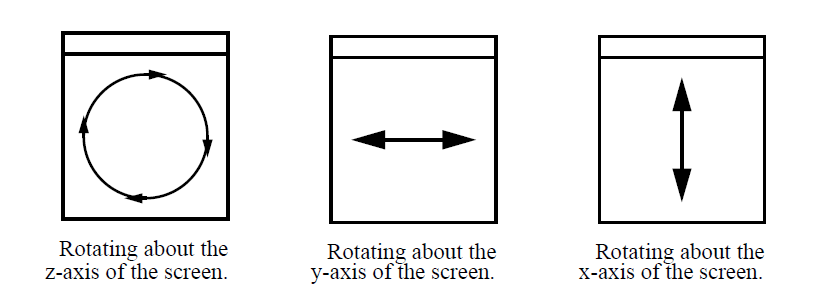 Rotating about the
z-axis of the screen.
Rotating about the
y-axis of the screen.
Rotating about the
x-axis of the screen.